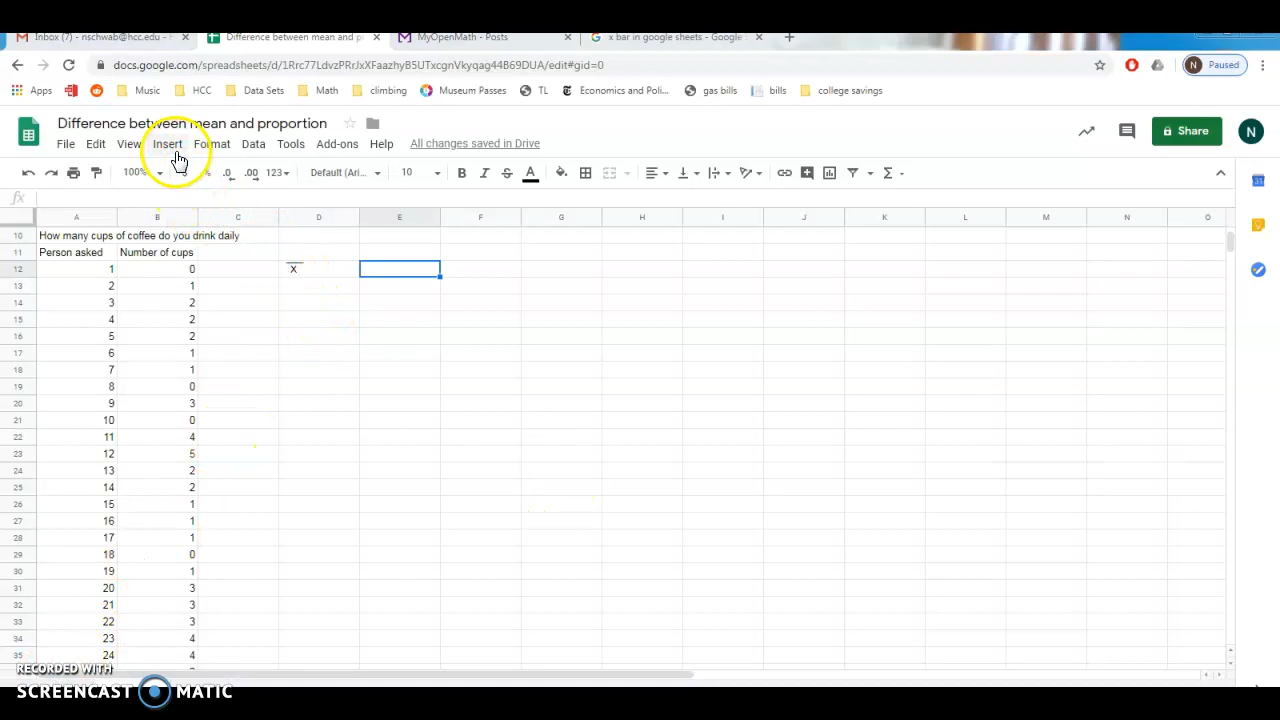 Inbox (7) - nschwab@hcc.edu - E × Difference between mean and pr × MyOpenMath - Posts × x bar in google sheets - Google × +
docs.google.com/spreadsheets/d/1Rrc77LdvzPRrJxXFaazhyB5UTxcgnVkyqag44B69DUA/edit#gid=0 N Paused
Apps Music HCC Data Sets Math climbing Museum Passes TL Economics and Poli... gas bills bills college savings
Difference between mean and proportion Share N
File Edit View Insert Format Data Tools Add-ons Help All changes saved in Drive
100% % .0 .00 123 Default (Ari... 10 B I S A Σ
fx
A B C D E F G H I J K L M N O
10 How many cups of coffee do you drink daily
11 Person asked Number of cups
12 1 0 x̅
13 2 1
14 3 2
15 4 2
16 5 2
17 6 1
18 7 1
19 8 0
20 9 3
21 10 0
22 11 4
23 12 5
24 13 2
25 14 2
26 15 1
27 16 1
28 17 1
29 18 0
30 19 1
31 20 3
32 21 3
33 22 3
34 23 4
35 24 4
RECORDED WITH
SCREENCAST MATIC